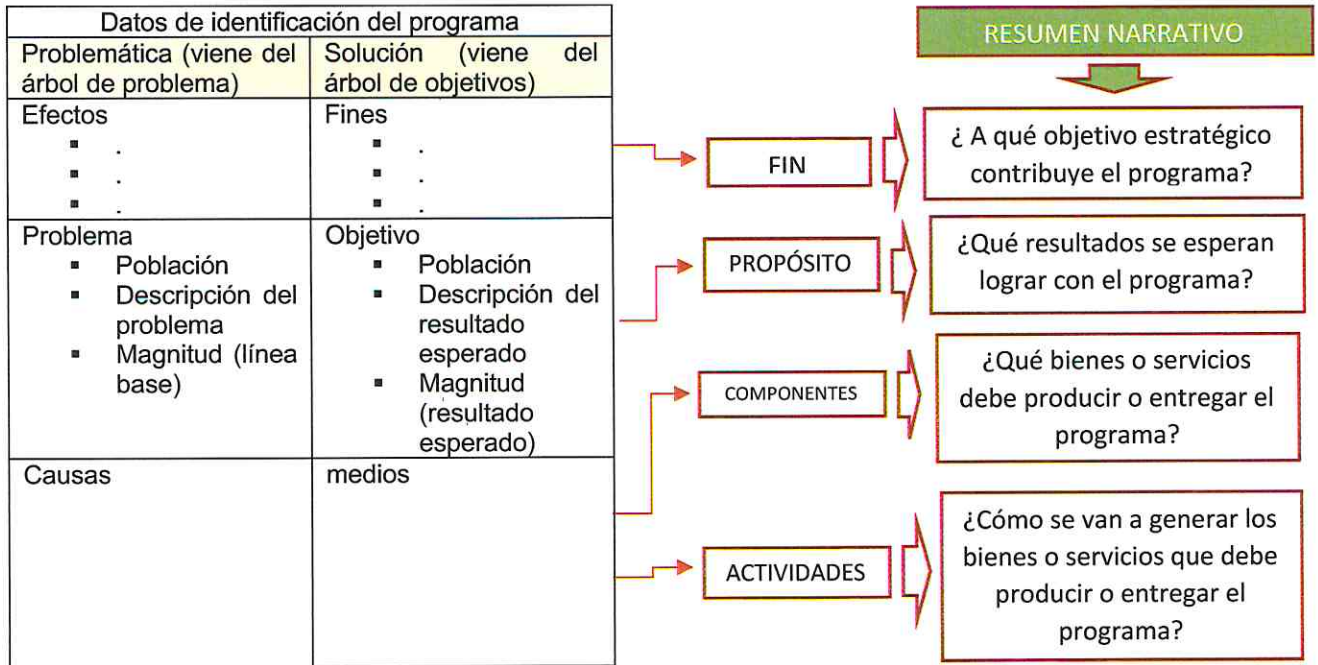 Datos de identificación del programa
Problemática (viene del
árbol de problema)
Solución (viene del
árbol de objetivos)
Efectos
▪ .
▪ .
▪ .
Fines
▪ .
▪ .
▪ .
Problema
▪ Población
▪ Descripción del
problema
▪ Magnitud (línea
base)
Objetivo
▪ Población
▪ Descripción del
resultado
esperado
▪ Magnitud
(resultado
esperado)
Causas
medios
FIN
PROPÓSITO
COMPONENTES
ACTIVIDADES
RESUMEN NARRATIVO
¿ A qué objetivo estratégico
contribuye el programa?
¿Qué resultados se esperan
lograr con el programa?
¿Qué bienes o servicios
debe producir o entregar el
programa?
¿Cómo se van a generar los
bienes o servicios que debe
producir o entregar el
programa?